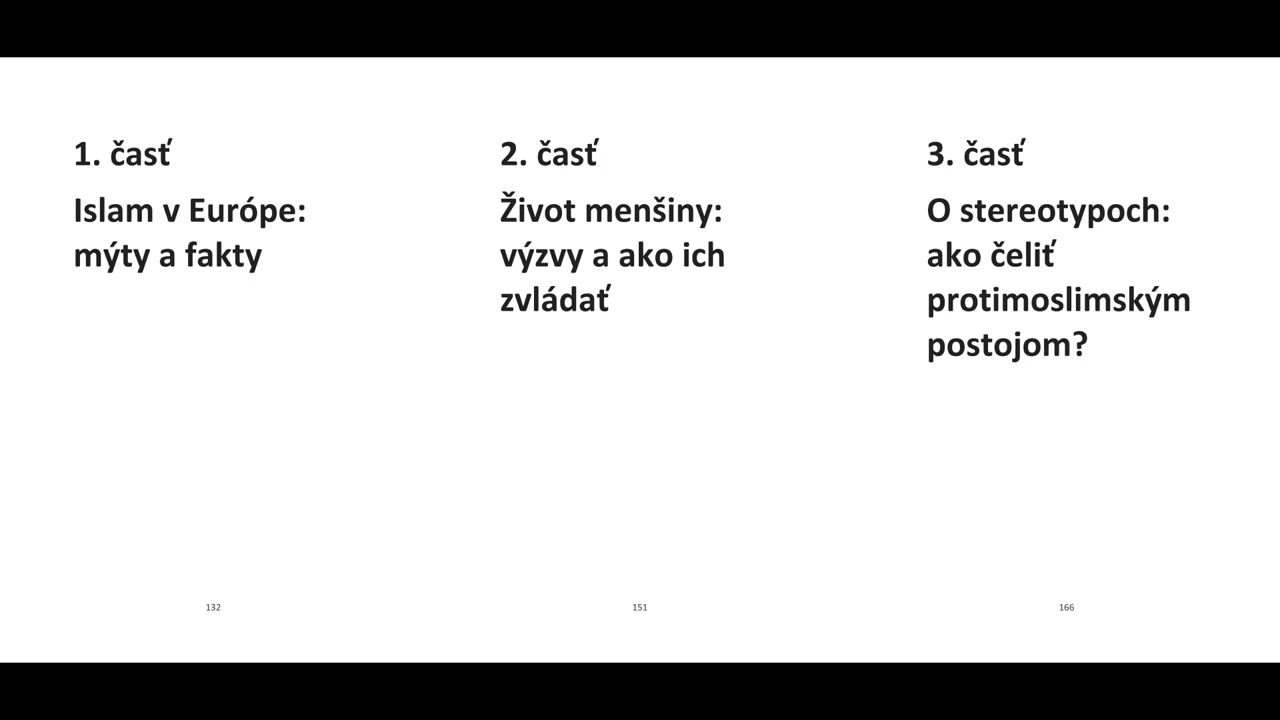 1. časť
Islam v Európe:
mýty a fakty
132
2. časť
Život menšiny:
výzvy a ako ich
zvládať
151
3. časť
O stereotypoch:
ako čeliť
protimoslimským
postojom?
166